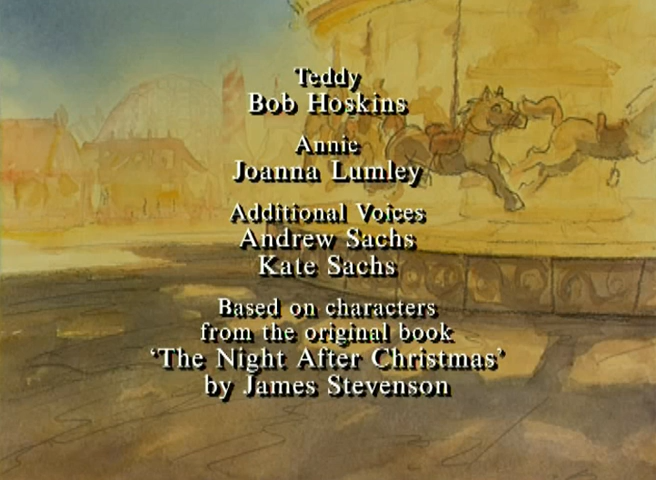 Teddy
Bob Hoskins
Annie
Joanna Lumley
Additional Voices
Andrew Sachs
Kate Sachs
Based on characters
from the original book
‘The Night After Christmas’
by James Stevenson